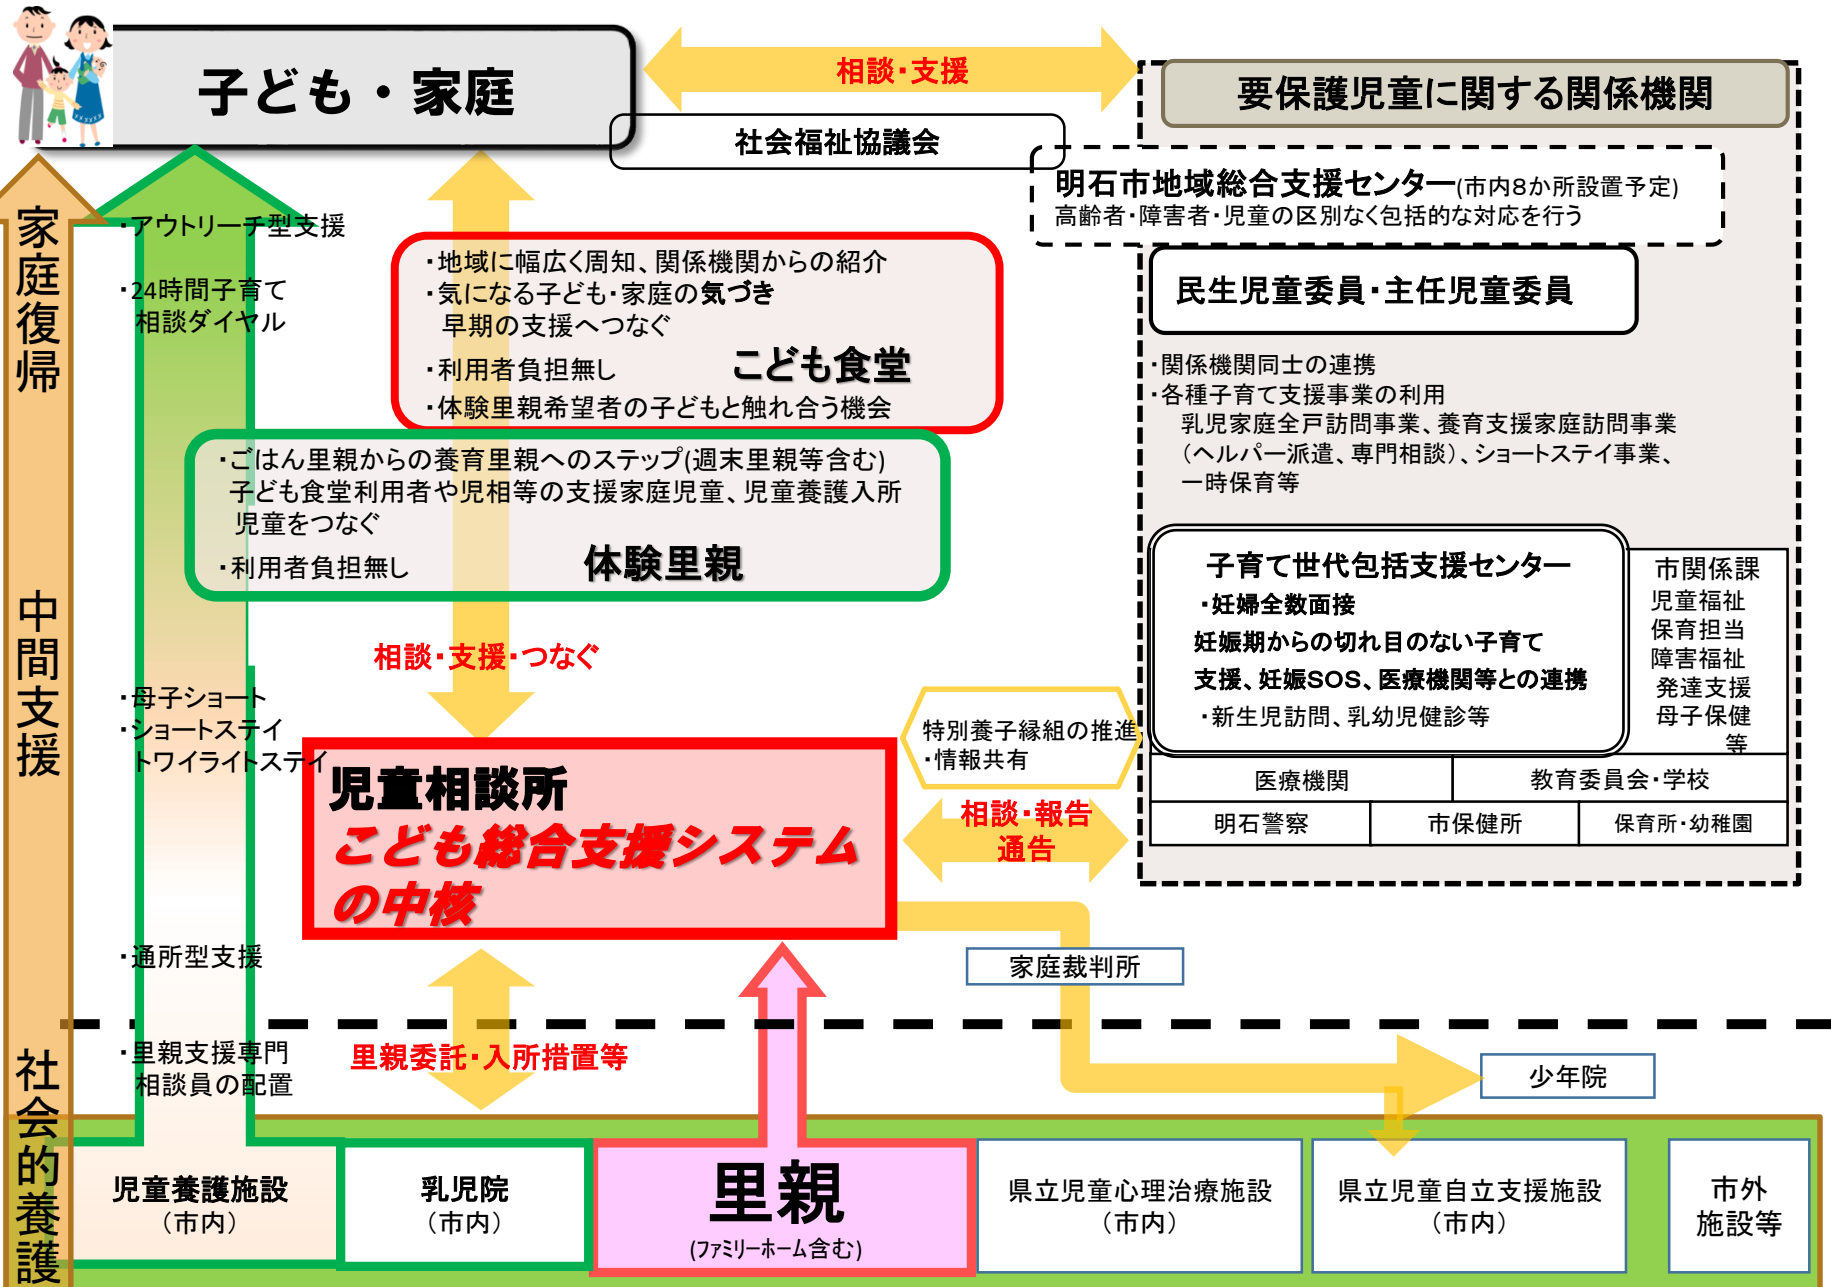 子ども・家庭
相談・支援
要保護児童に関する関係機関
社会福祉協議会
明石市地域総合支援センター(市内8か所設置予定)
高齢者・障害者・児童の区別なく包括的な対応を行う
民生児童委員・主任児童委員
・関係機関同士の連携
・各種子育て支援事業の利用
乳児家庭全戸訪問事業、養育支援家庭訪問事業
（ヘルパー派遣、専門相談）、ショートステイ事業、
一時保育等
子育て世代包括支援センター
・妊婦全数面接
妊娠期からの切れ目のない子育て
支援、妊娠SOS、医療機関等との連携
・新生児訪問、乳幼児健診等
市関係課
児童福祉
保育担当
障害福祉
発達支援
母子保健
等
医療機関
教育委員会・学校
明石警察
市保健所
保育所・幼稚園
家庭復帰
中間支援
社会的養護
・アウトリーチ型支援
・24時間子育て
相談ダイヤル
・母子ショート
・ショートステイ
トワイライトステイ
・通所型支援
・里親支援専門
相談員の配置
・地域に幅広く周知、関係機関からの紹介
・気になる子ども・家庭の気づき
早期の支援へつなぐ
・利用者負担無し
こども食堂
・体験里親希望者の子どもと触れ合う機会
・ごはん里親からの養育里親へのステップ(週末里親等含む)
子ども食堂利用者や児相等の支援家庭児童、児童養護入所
児童をつなぐ
・利用者負担無し
体験里親
相談・支援・つなぐ
特別養子縁組の推進
・情報共有
相談・報告
通告
児童相談所
こども総合支援システム
の中核
家庭裁判所
里親委託・入所措置等
少年院
児童養護施設
（市内）
乳児院
（市内）
里親
(ファミリーホーム含む)
県立児童心理治療施設
（市内）
県立児童自立支援施設
（市内）
市外
施設等